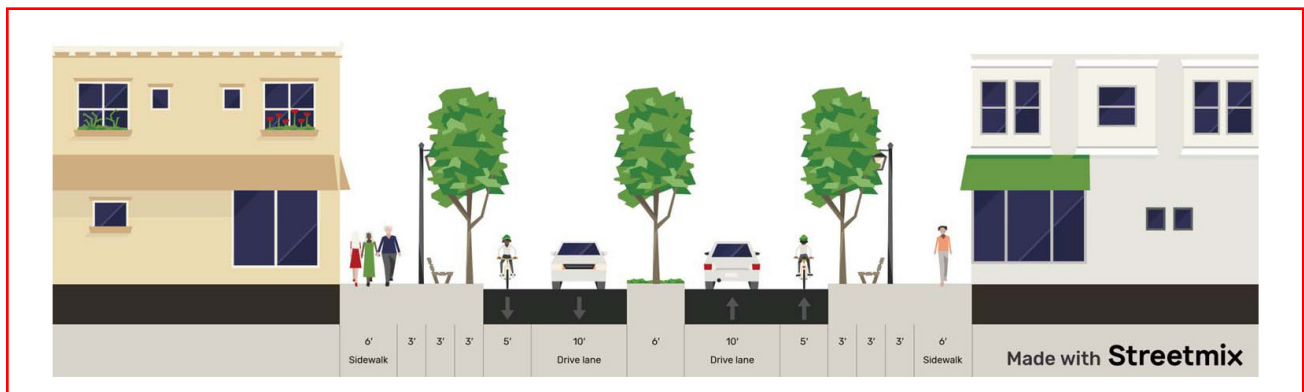 6' 3' 3' 3' 5' 10' 6' 10' 5' 3' 3' 3' 6'
Sidewalk Drive lane Drive lane Sidewalk
Made with Streetmix